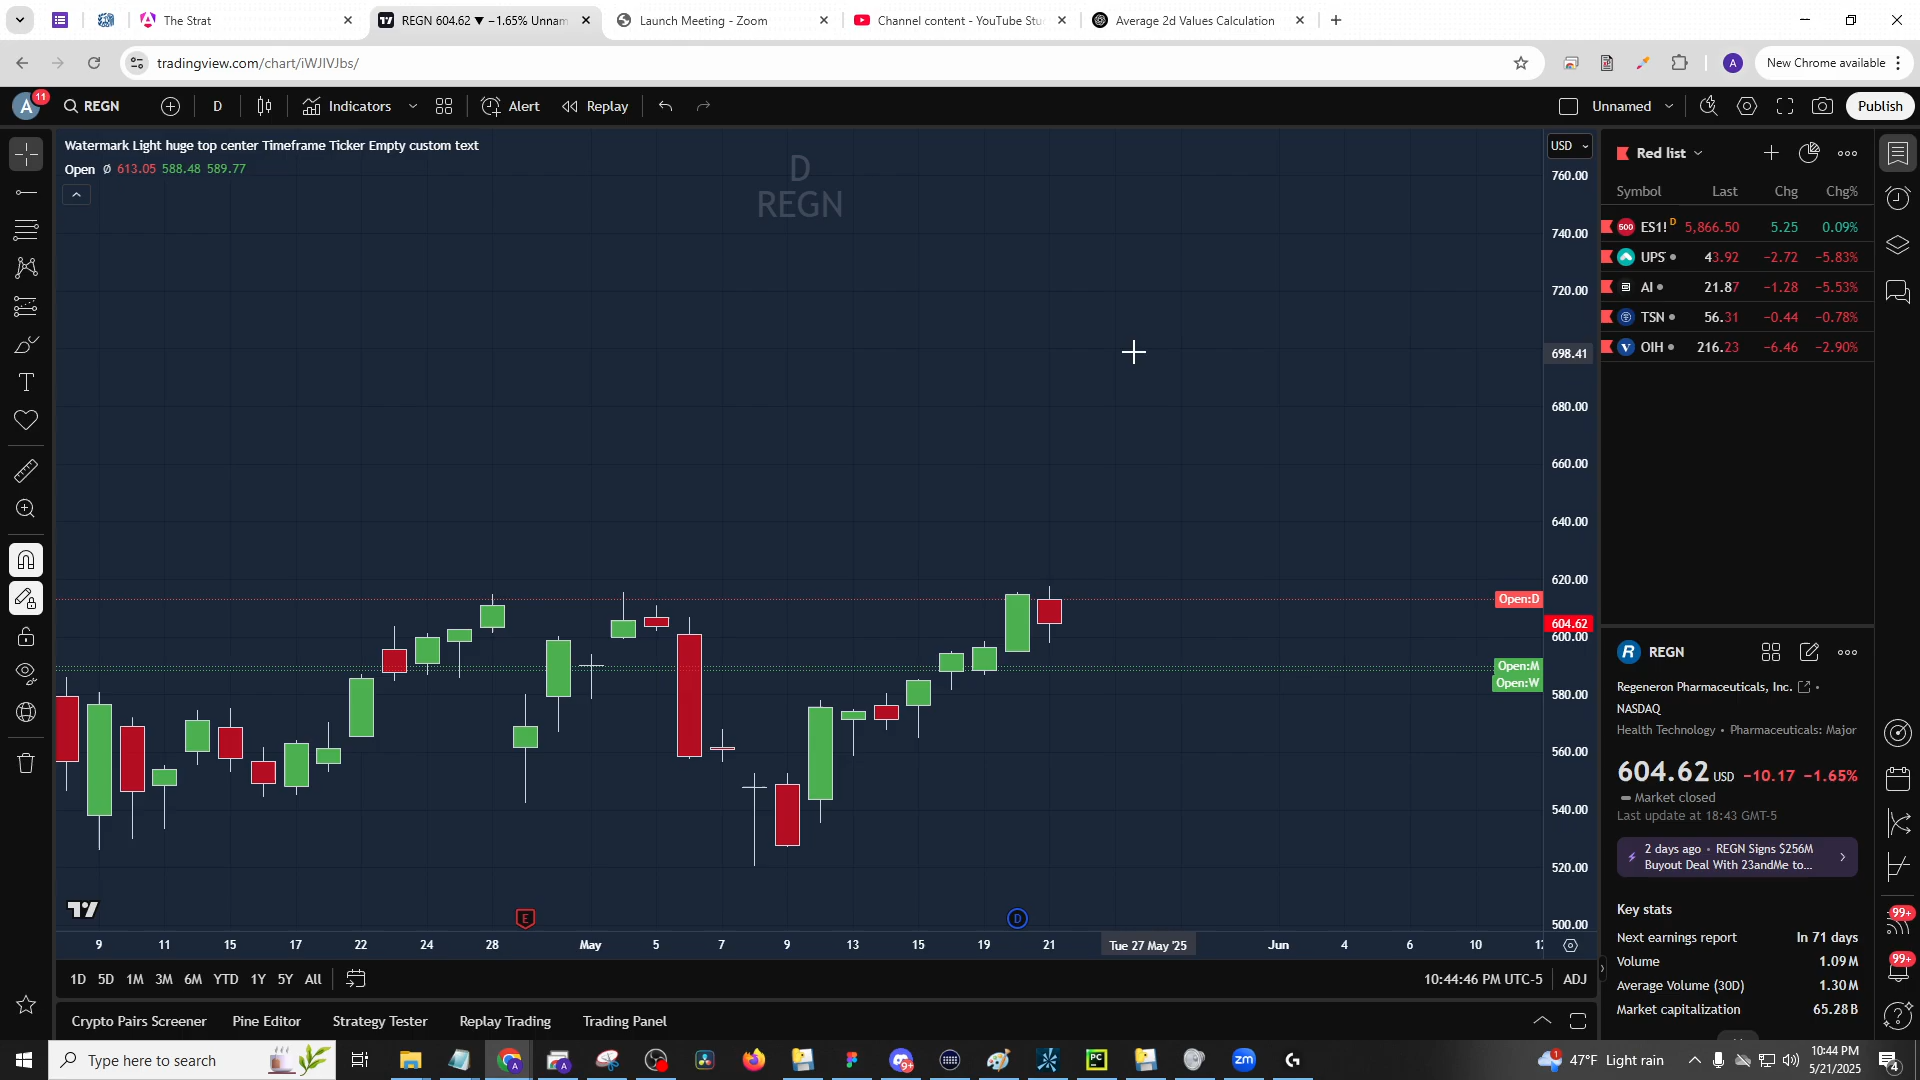 The Strat
REGN 604.62 ▼ −1.65% Unnam
Launch Meeting - Zoom
Channel content - YouTube Stu
Average 2d Values Calculation
tradingview.com/chart/iWJIVJbs/
A
New Chrome available
A
11
REGN
D
Indicators
Alert
Replay
Unnamed
Publish
Watermark Light huge top center Timeframe Ticker Empty custom text
Open Ø 613.05 588.48 589.77
D
REGN
USD
760.00
740.00
720.00
698.41
680.00
660.00
640.00
620.00
Open:D
604.62
600.00
Open:M
Open:W
580.00
560.00
540.00
520.00
500.00
E
D
9 11 15 17 22 24 28 May 5 7 9 13 15 19 21 Tue 27 May '25 Jun 4 6 10
1D 5D 1M 3M 6M YTD 1Y 5Y All
10:44:46 PM UTC-5 ADJ
Crypto Pairs Screener Pine Editor Strategy Tester Replay Trading Trading Panel
Red list
Symbol Last Chg Chg%
ES1! D 5,866.50 5.25 0.09%
UPST 43.92 −2.72 −5.83%
AI 21.87 −1.28 −5.53%
TSN 56.31 −0.44 −0.78%
OIH 216.23 −6.46 −2.90%
REGN
Regeneron Pharmaceuticals, Inc. •
NASDAQ
Health Technology • Pharmaceuticals: Major
604.62 USD −10.17 −1.65%
Market closed
Last update at 18:43 GMT-5
2 days ago • REGN Signs $256M
Buyout Deal With 23andMe to...
Key stats
Next earnings report In 71 days
Volume 1.09 M
Average Volume (30D) 1.30 M
Market capitalization 65.28 B
99+
99+
Type here to search
47°F Light rain
10:44 PM
5/21/2025
4